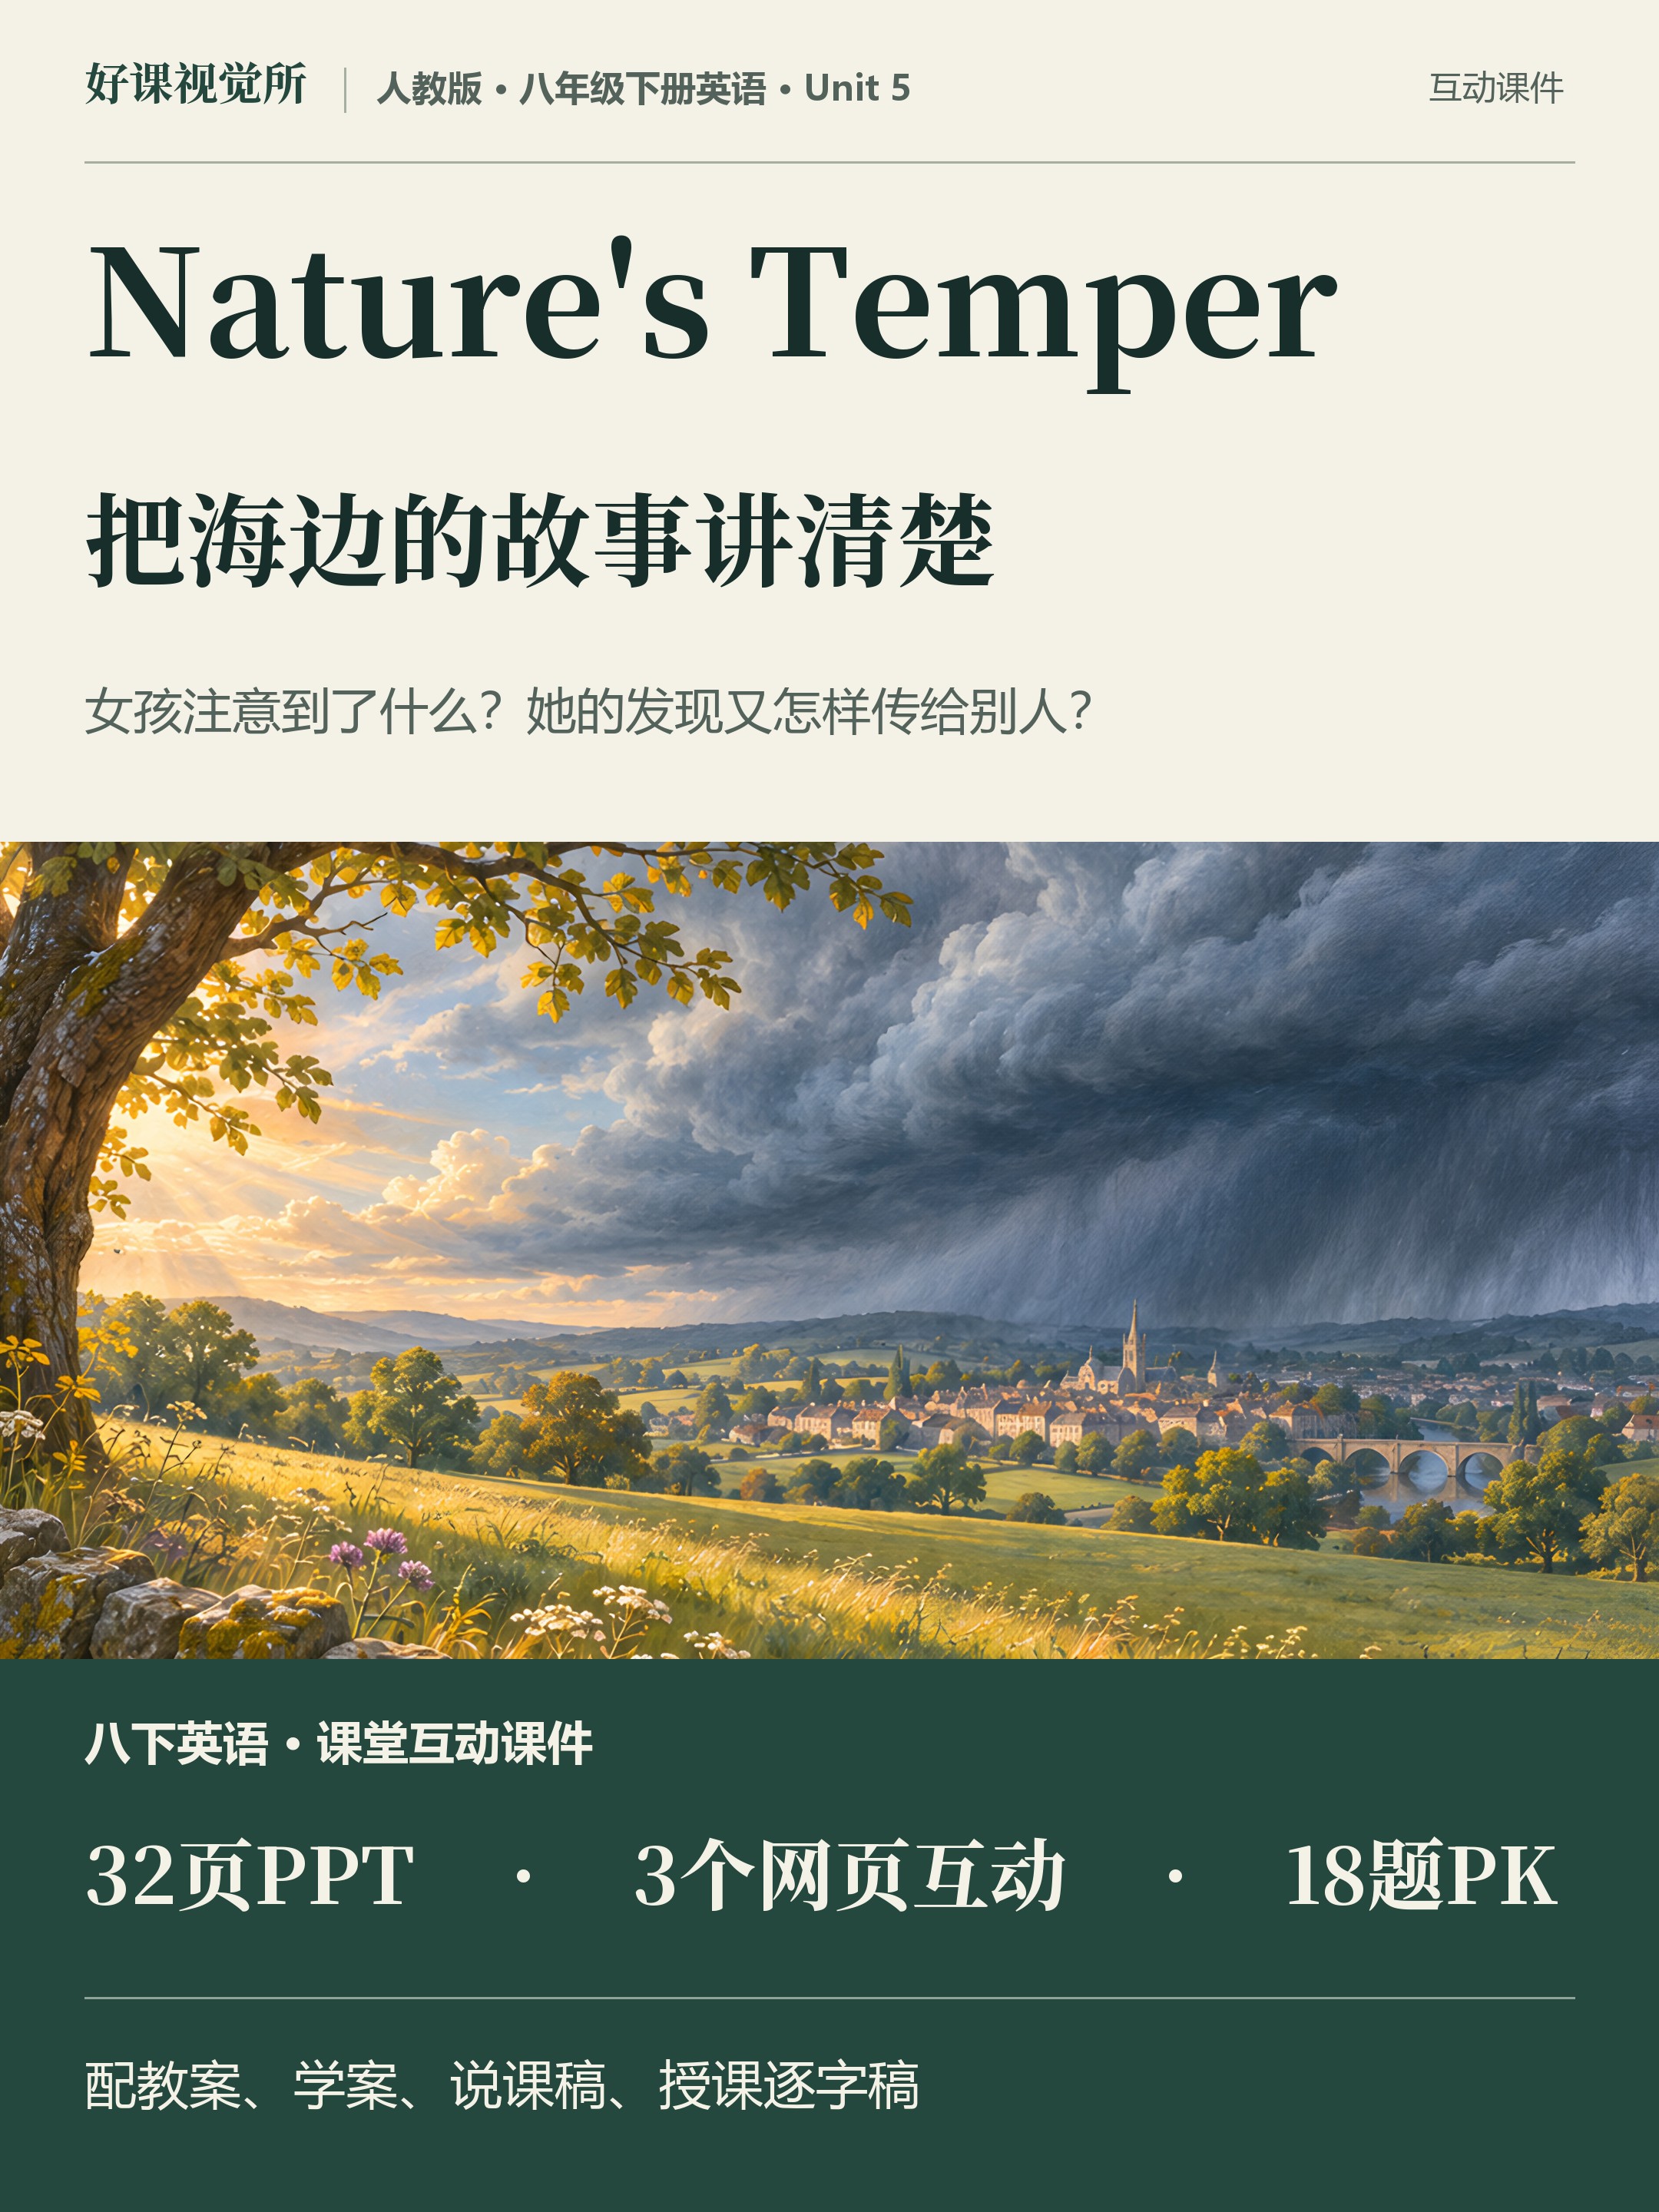 好课视觉所 | 人教版·八年级下册英语·Unit 5 互动课件
Nature's Temper
把海边的故事讲清楚
女孩注意到了什么？她的发现又怎样传给别人？
八下英语·课堂互动课件
32页PPT · 3个网页互动 · 18题PK
配教案、学案、说课稿、授课逐字稿